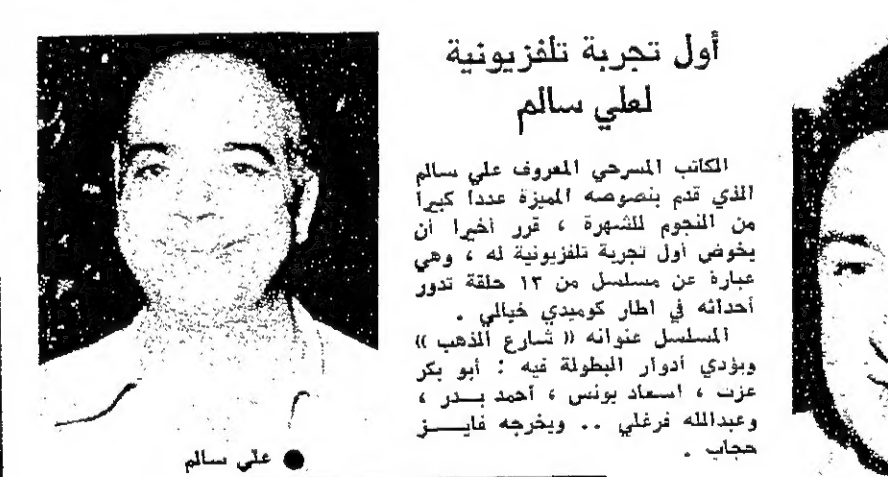 أول تجربة تلفزيونية
لعلي سالم
الكاتب المسرحي المعروف علي سالم
الذي قدم بنصوصه المميزة عددا كبيرا
من النجوم للشهرة ، قرر أخيرا أن
يخوض أول تجربة تلفزيونية له ، وهي
عبارة عن مسلسل من ١٣ حلقة تدور
أحداثه في اطار كوميدي خيالي .
المسلسل عنوانه « شارع الذهب »
ويؤدي أدوار البطولة فيه : أبو بكر
عزت ، اسعاد يونس ، أحمد بـدر ،
وعبدالله فرغلي .. ويخرجه فايـز
حجاب .
● علي سالم